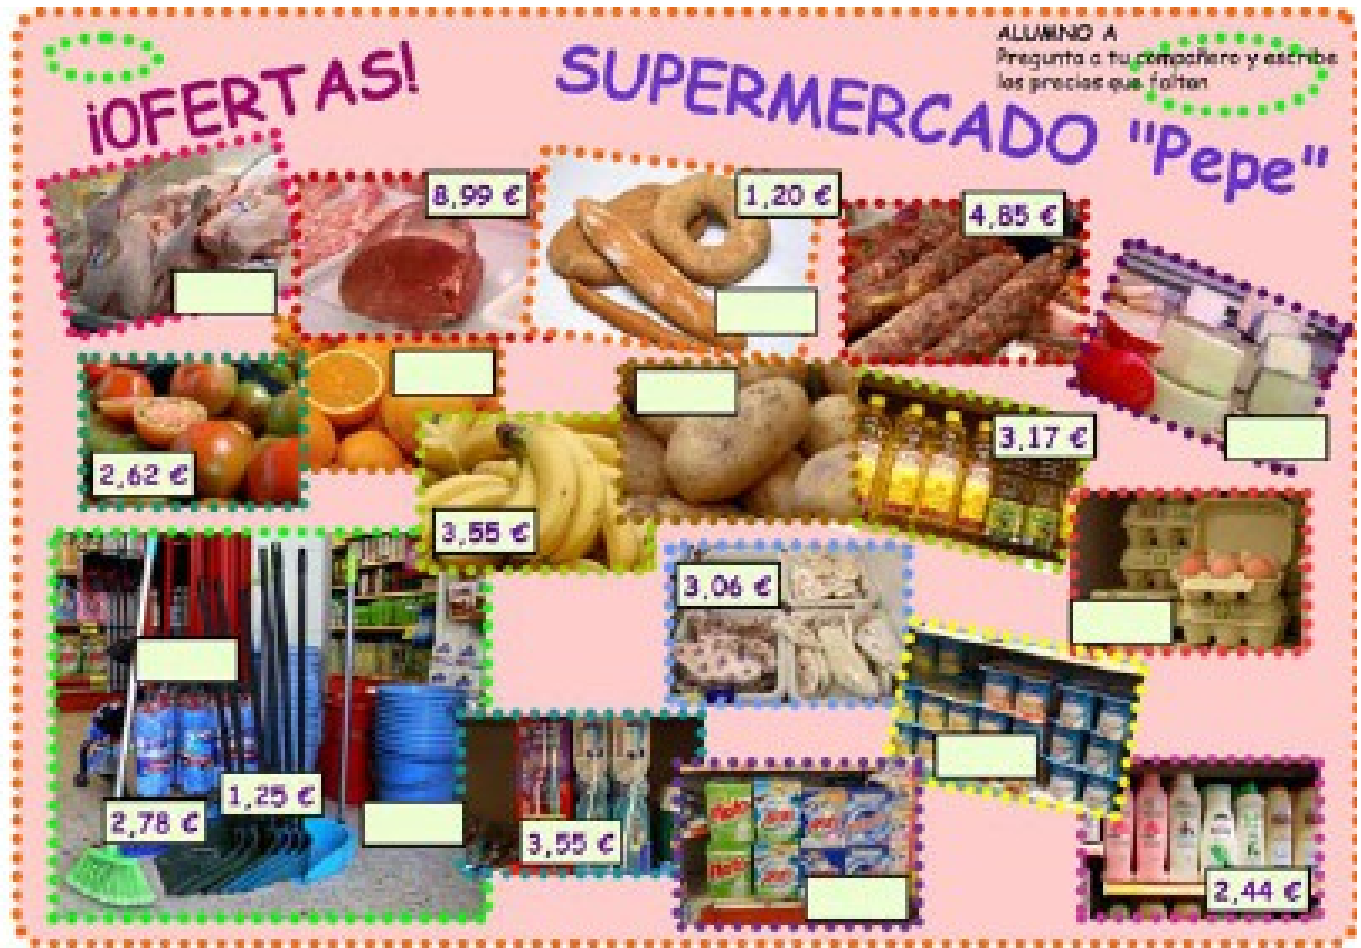 ALUMNO A
Pregunta a tu compañero y escribe
los precios que faltan
¡OFERTAS!
SUPERMERCADO "Pepe"
8,99 €
1,20 €
4,85 €
2,62 €
3,55 €
3,17 €
3,06 €
2,78 €
1,25 €
3,55 €
2,44 €